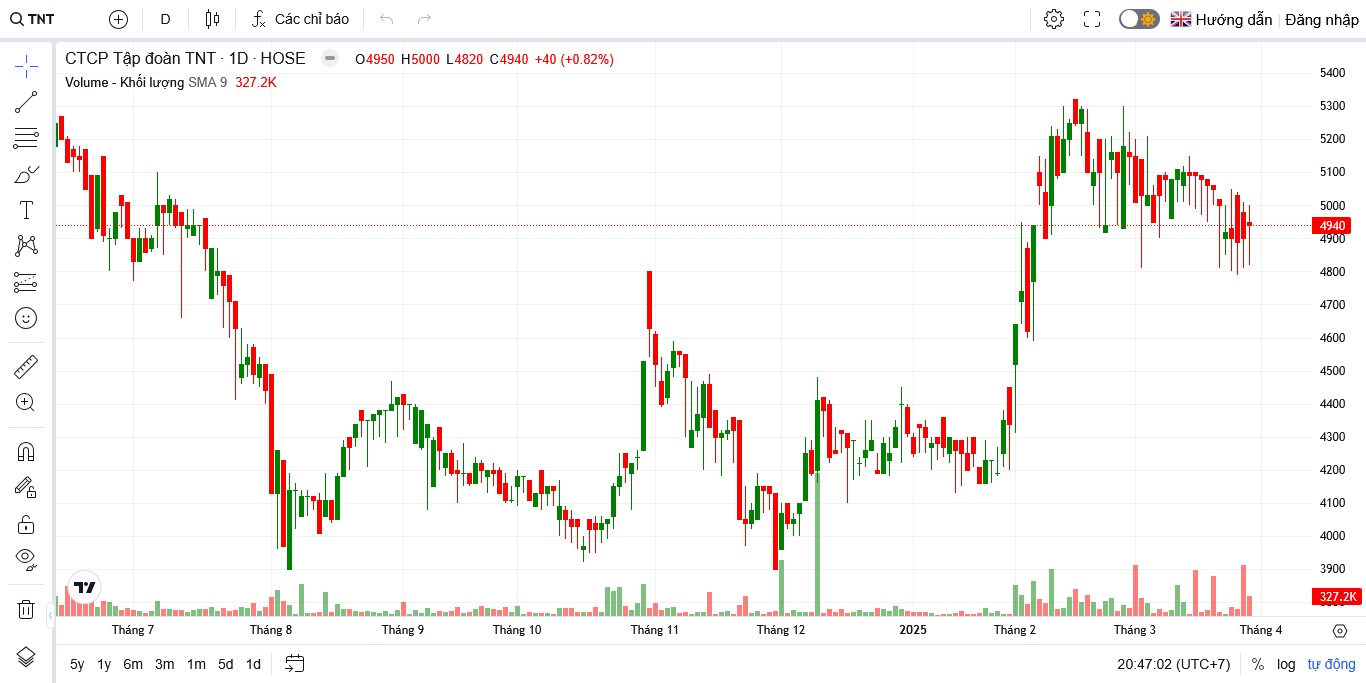 TNT D Các chỉ báo Hướng dẫn Đăng nhập
CTCP Tập đoàn TNT · 1D · HOSE O4950 H5000 L4820 C4940 +40 (+0.82%)
Volume - Khối lượng SMA 9 327.2K
5400
5300
5200
5100
5000
4940
4900
4800
4700
4600
4500
4400
4300
4200
4100
4000
3900
327.2K
Tháng 7 Tháng 8 Tháng 9 Tháng 10 Tháng 11 Tháng 12 2025 Tháng 2 Tháng 3 Tháng 4
5y 1y 6m 3m 1m 5d 1d 20:47:02 (UTC+7) % log tự động